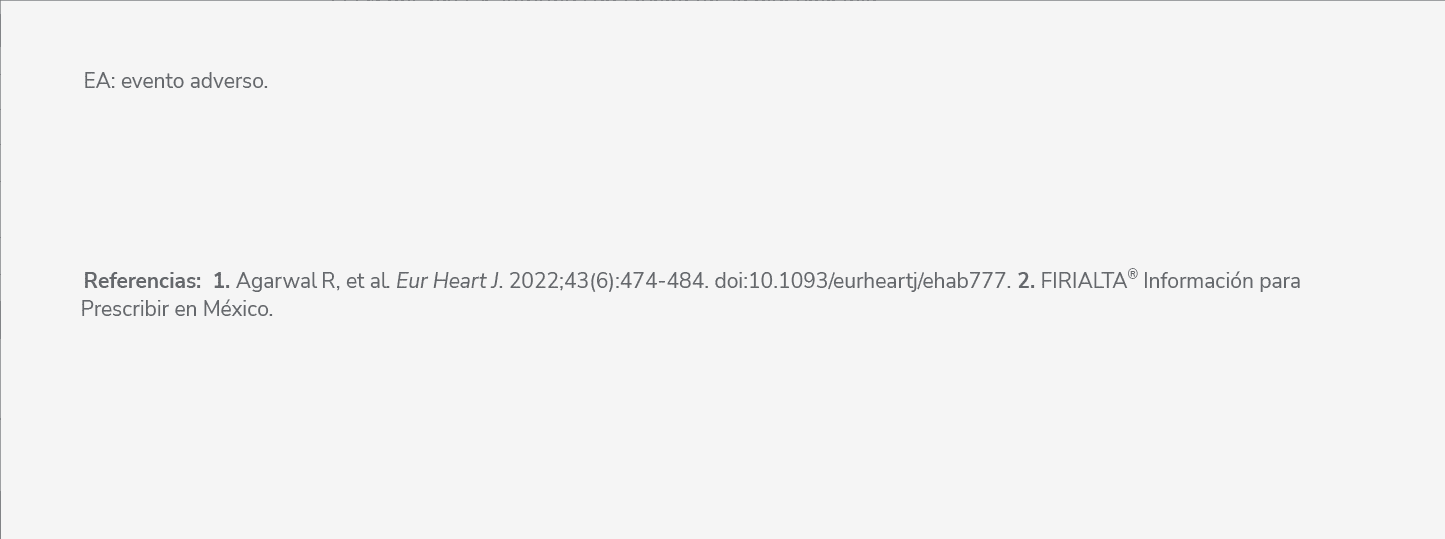 EA: evento adverso.
Referencias: 1. Agarwal R, et al. Eur Heart J. 2022;43(6):474-484. doi:10.1093/eurheartj/ehab777. 2. FIRIALTA® Información para
Prescribir en México.